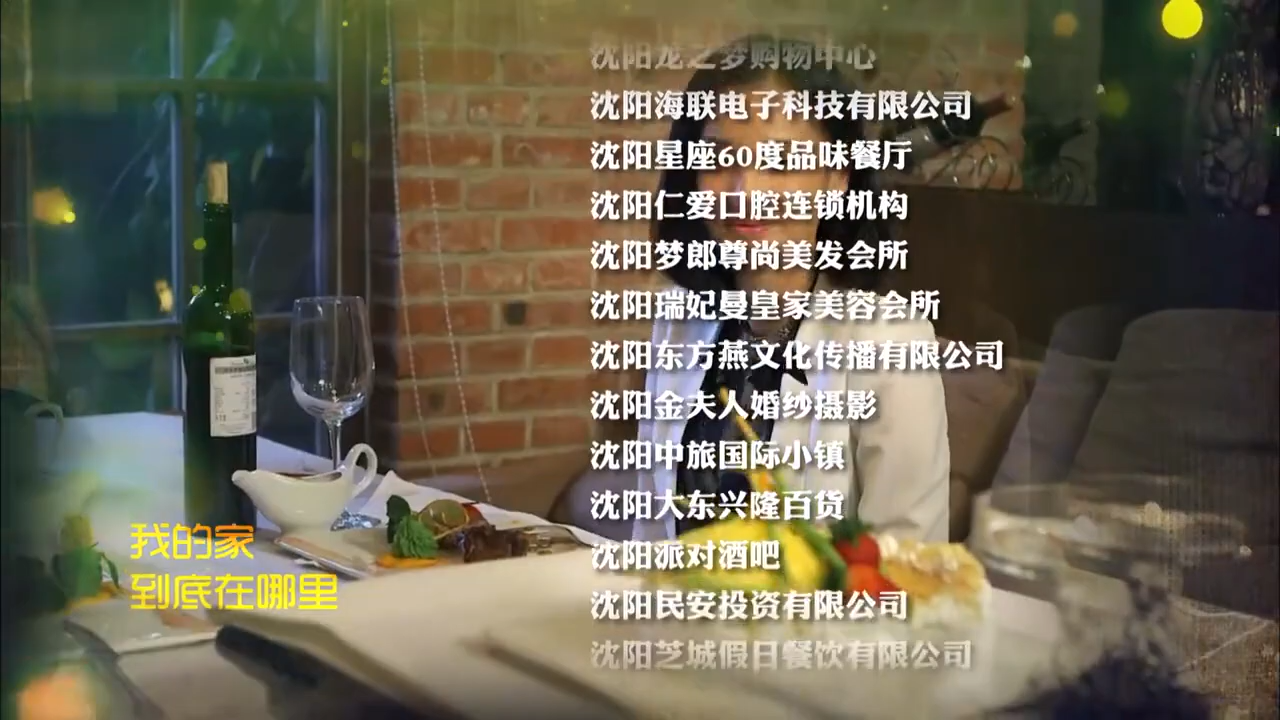 沈阳龙之梦购物中心
沈阳海联电子科技有限公司
沈阳星座60度品味餐厅
沈阳仁爱口腔连锁机构
沈阳梦郎尊尚美发会所
沈阳瑞妃曼皇家美容会所
沈阳东方燕文化传播有限公司
沈阳金夫人婚纱摄影
沈阳中旅国际小镇
沈阳大东兴隆百货
沈阳派对酒吧
沈阳民安投资有限公司
沈阳芝城假日餐饮有限公司
我的家
到底在哪里